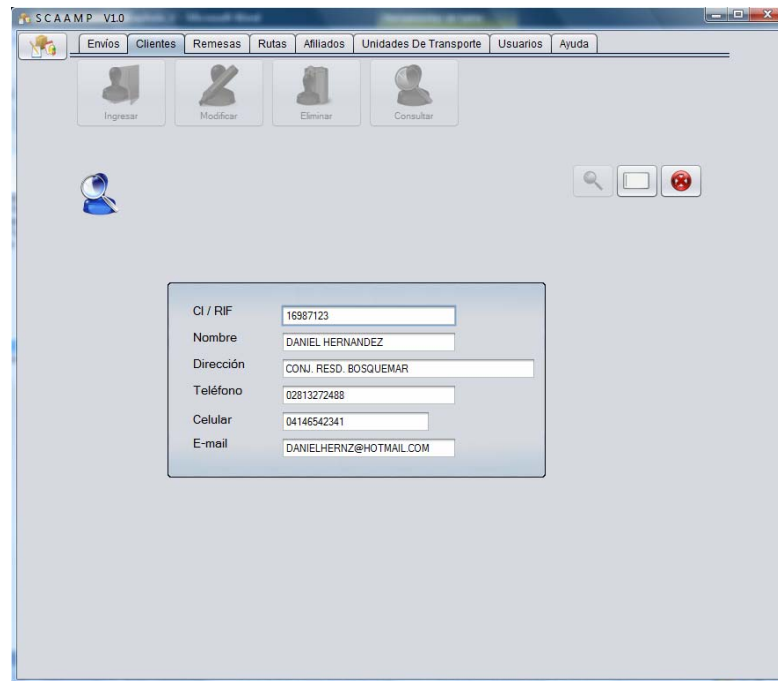 SCAAMP V1.0
Envíos Clientes Remesas Rutas Afiliados Unidades De Transporte Usuarios Ayuda
Ingresar Modificar Eliminar Consultar
CI / RIF 16987123
Nombre DANIEL HERNANDEZ
Dirección CONJ. RESD. BOSQUEMAR
Teléfono 02813272488
Celular 04146542341
E-mail DANIELHERNZ@HOTMAIL.COM